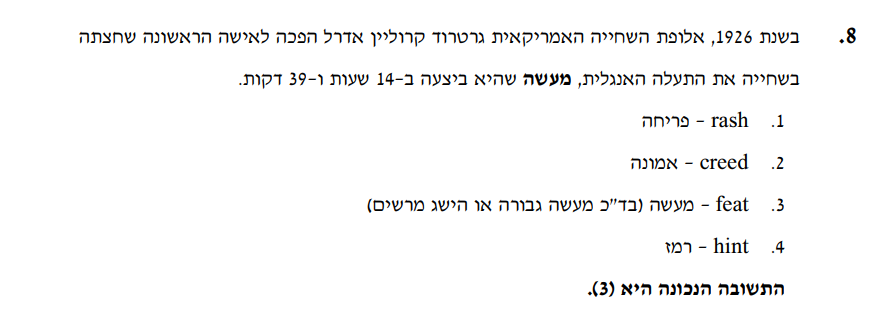 8. בשנת 1926, אלופת השחייה האמריקאית גרטרוד קרוליין אדרל הפכה לאישה הראשונה שחצתה
בשחייה את התעלה האנגלית, מעשה שהיא ביצעה ב-14 שעות ו-39 דקות.
1. rash - פריחה
2. creed - אמונה
3. feat - מעשה (בד"כ מעשה גבורה או הישג מרשים)
4. hint - רמז
התשובה הנכונה היא (3).